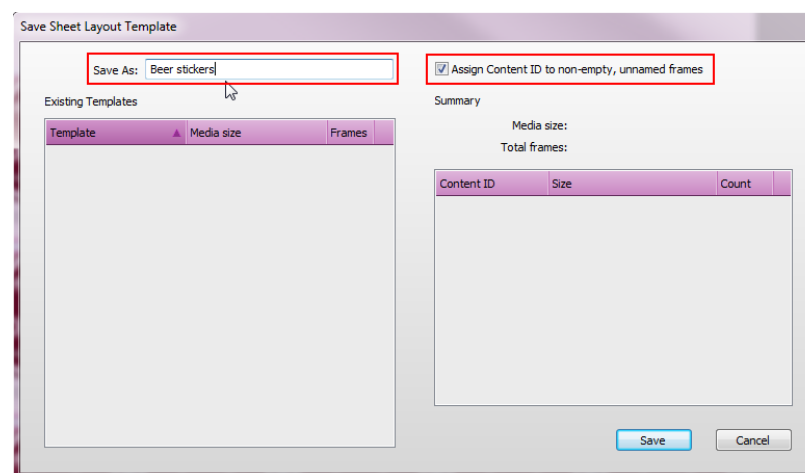 Save Sheet Layout Template
Save As: Beer stickers
Assign Content ID to non-empty, unnamed frames
Existing Templates
Template Media size Frames
Summary
Media size:
Total frames:
Content ID Size Count
Save Cancel